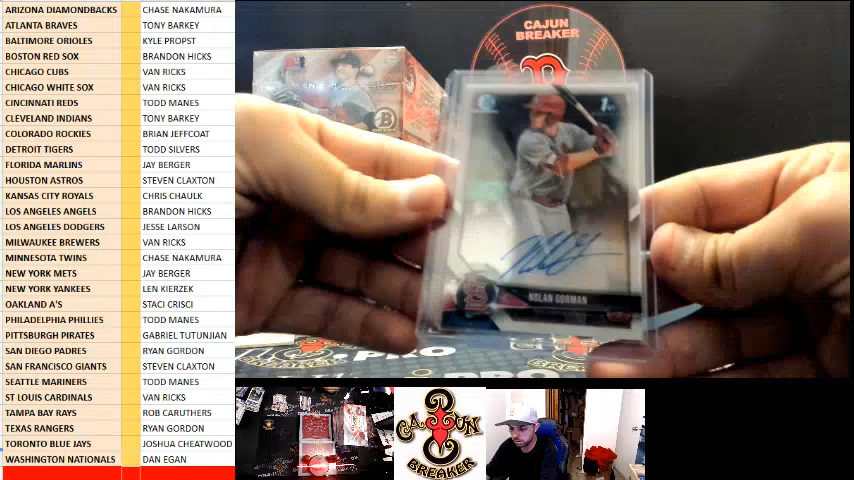 ARIZONA DIAMONDBACKS CHASE NAKAMURA
ATLANTA BRAVES TONY BARKEY
BALTIMORE ORIOLES KYLE PROPST
BOSTON RED SOX BRANDON HICKS
CHICAGO CUBS VAN RICKS
CHICAGO WHITE SOX VAN RICKS
CINCINNATI REDS TODD MANES
CLEVELAND INDIANS TONY BARKEY
COLORADO ROCKIES BRIAN JEFFCOAT
DETROIT TIGERS TODD SILVERS
FLORIDA MARLINS JAY BERGER
HOUSTON ASTROS STEVEN CLAXTON
KANSAS CITY ROYALS CHRIS CHAULK
LOS ANGELES ANGELS BRANDON HICKS
LOS ANGELES DODGERS JESSE LARSON
MILWAUKEE BREWERS VAN RICKS
MINNESOTA TWINS CHASE NAKAMURA
NEW YORK METS JAY BERGER
NEW YORK YANKEES LEN KIERZEK
OAKLAND A'S STACI CRISCI
PHILADELPHIA PHILLIES TODD MANES
PITTSBURGH PIRATES GABRIEL TUTUNJIAN
SAN DIEGO PADRES RYAN GORDON
SAN FRANCISCO GIANTS STEVEN CLAXTON
SEATTLE MARINERS TODD MANES
ST LOUIS CARDINALS VAN RICKS
TAMPA BAY RAYS ROB CARUTHERS
TEXAS RANGERS RYAN GORDON
TORONTO BLUE JAYS JOSHUA CHEATWOOD
WASHINGTON NATIONALS DAN EGAN
CAJUN
BREAKER
NOLAN GORMAN
PRO
CAJUN
BREAKER